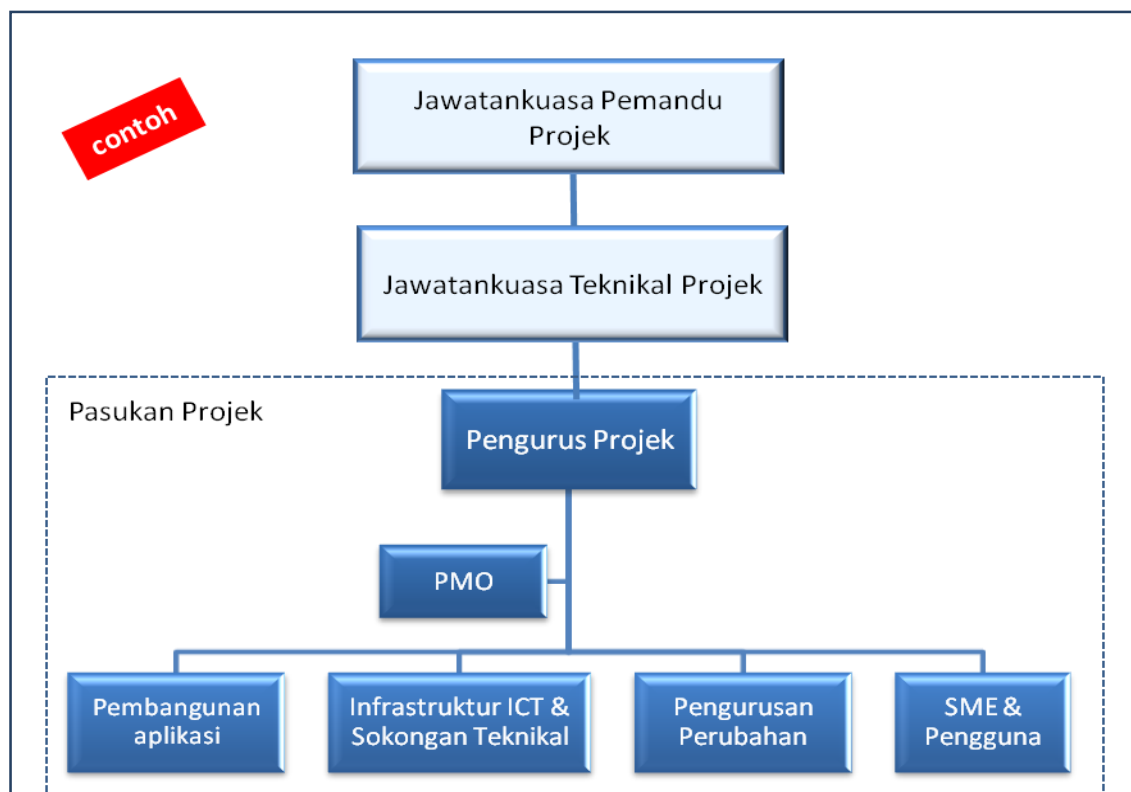 contoh
Jawatankuasa Pemandu
Projek
Jawatankuasa Teknikal Projek
Pasukan Projek
Pengurus Projek
PMO
Pembangunan
aplikasi
Infrastruktur ICT &
Sokongan Teknikal
Pengurusan
Perubahan
SME &
Pengguna